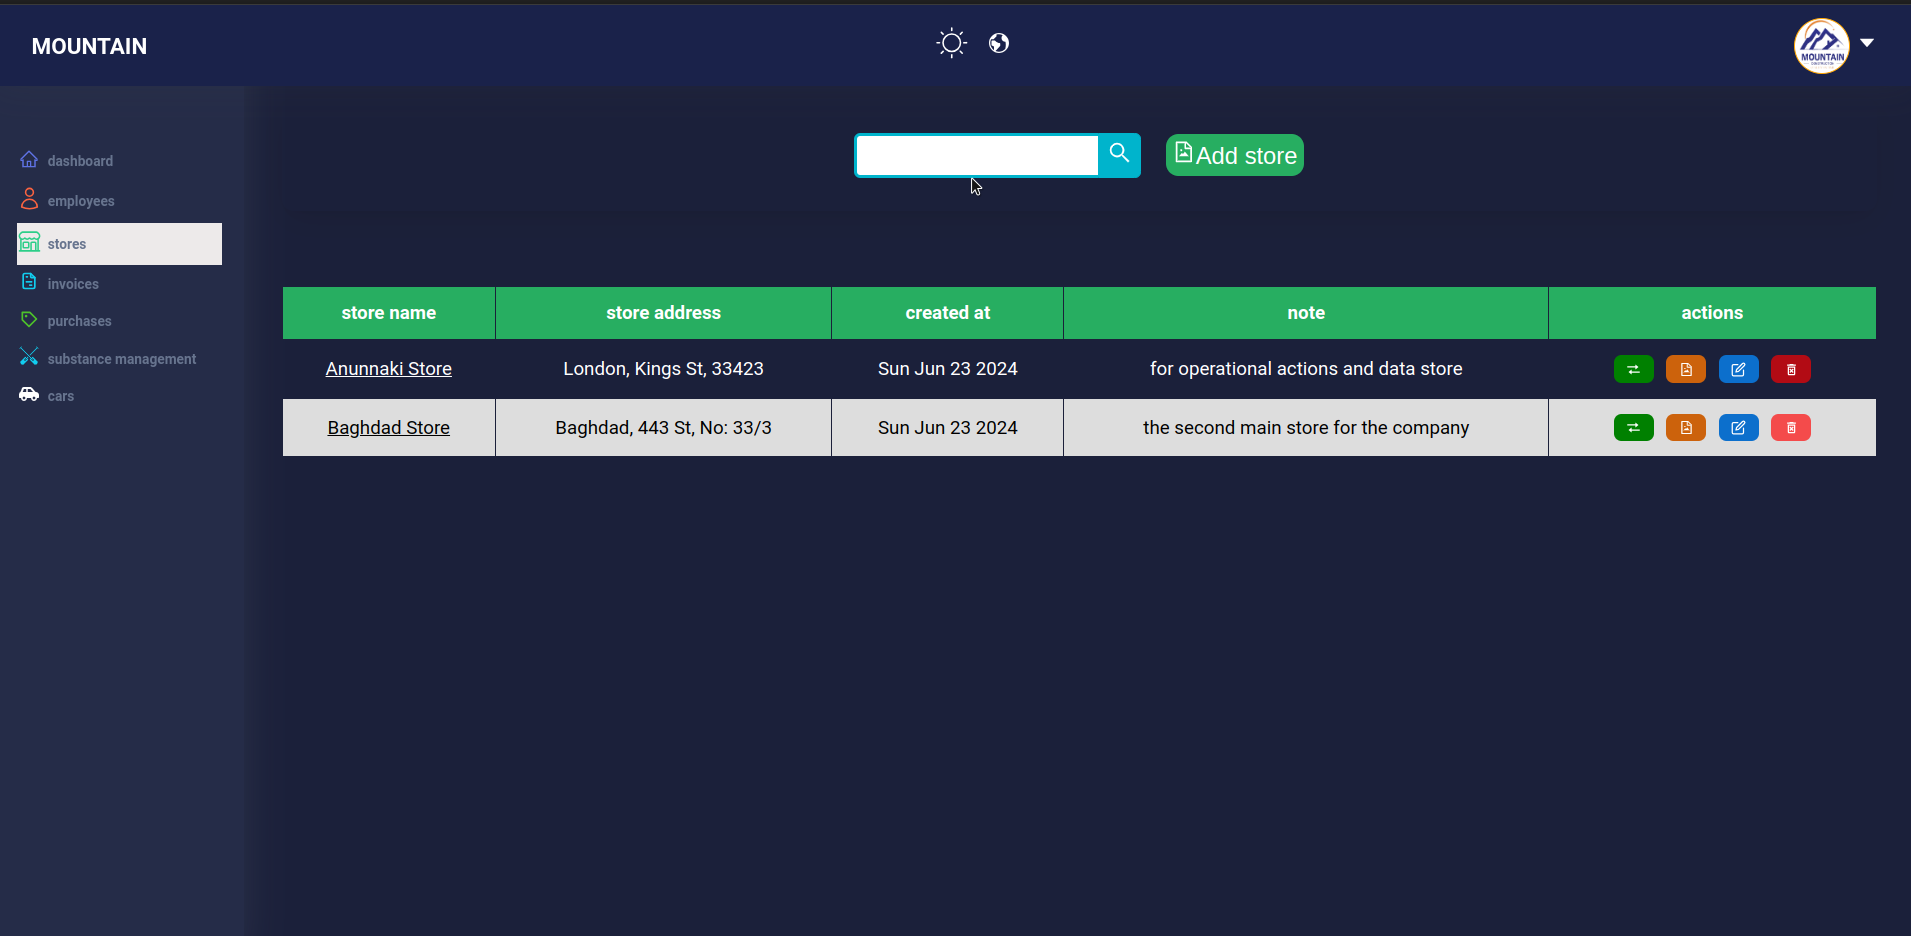 MOUNTAIN
MOUNTAIN
dashboard
employees
stores
invoices
purchases
substance management
cars
Add store
store name store address created at note actions
Anunnaki Store London, Kings St, 33423 Sun Jun 23 2024 for operational actions and data store
Baghdad Store Baghdad, 443 St, No: 33/3 Sun Jun 23 2024 the second main store for the company